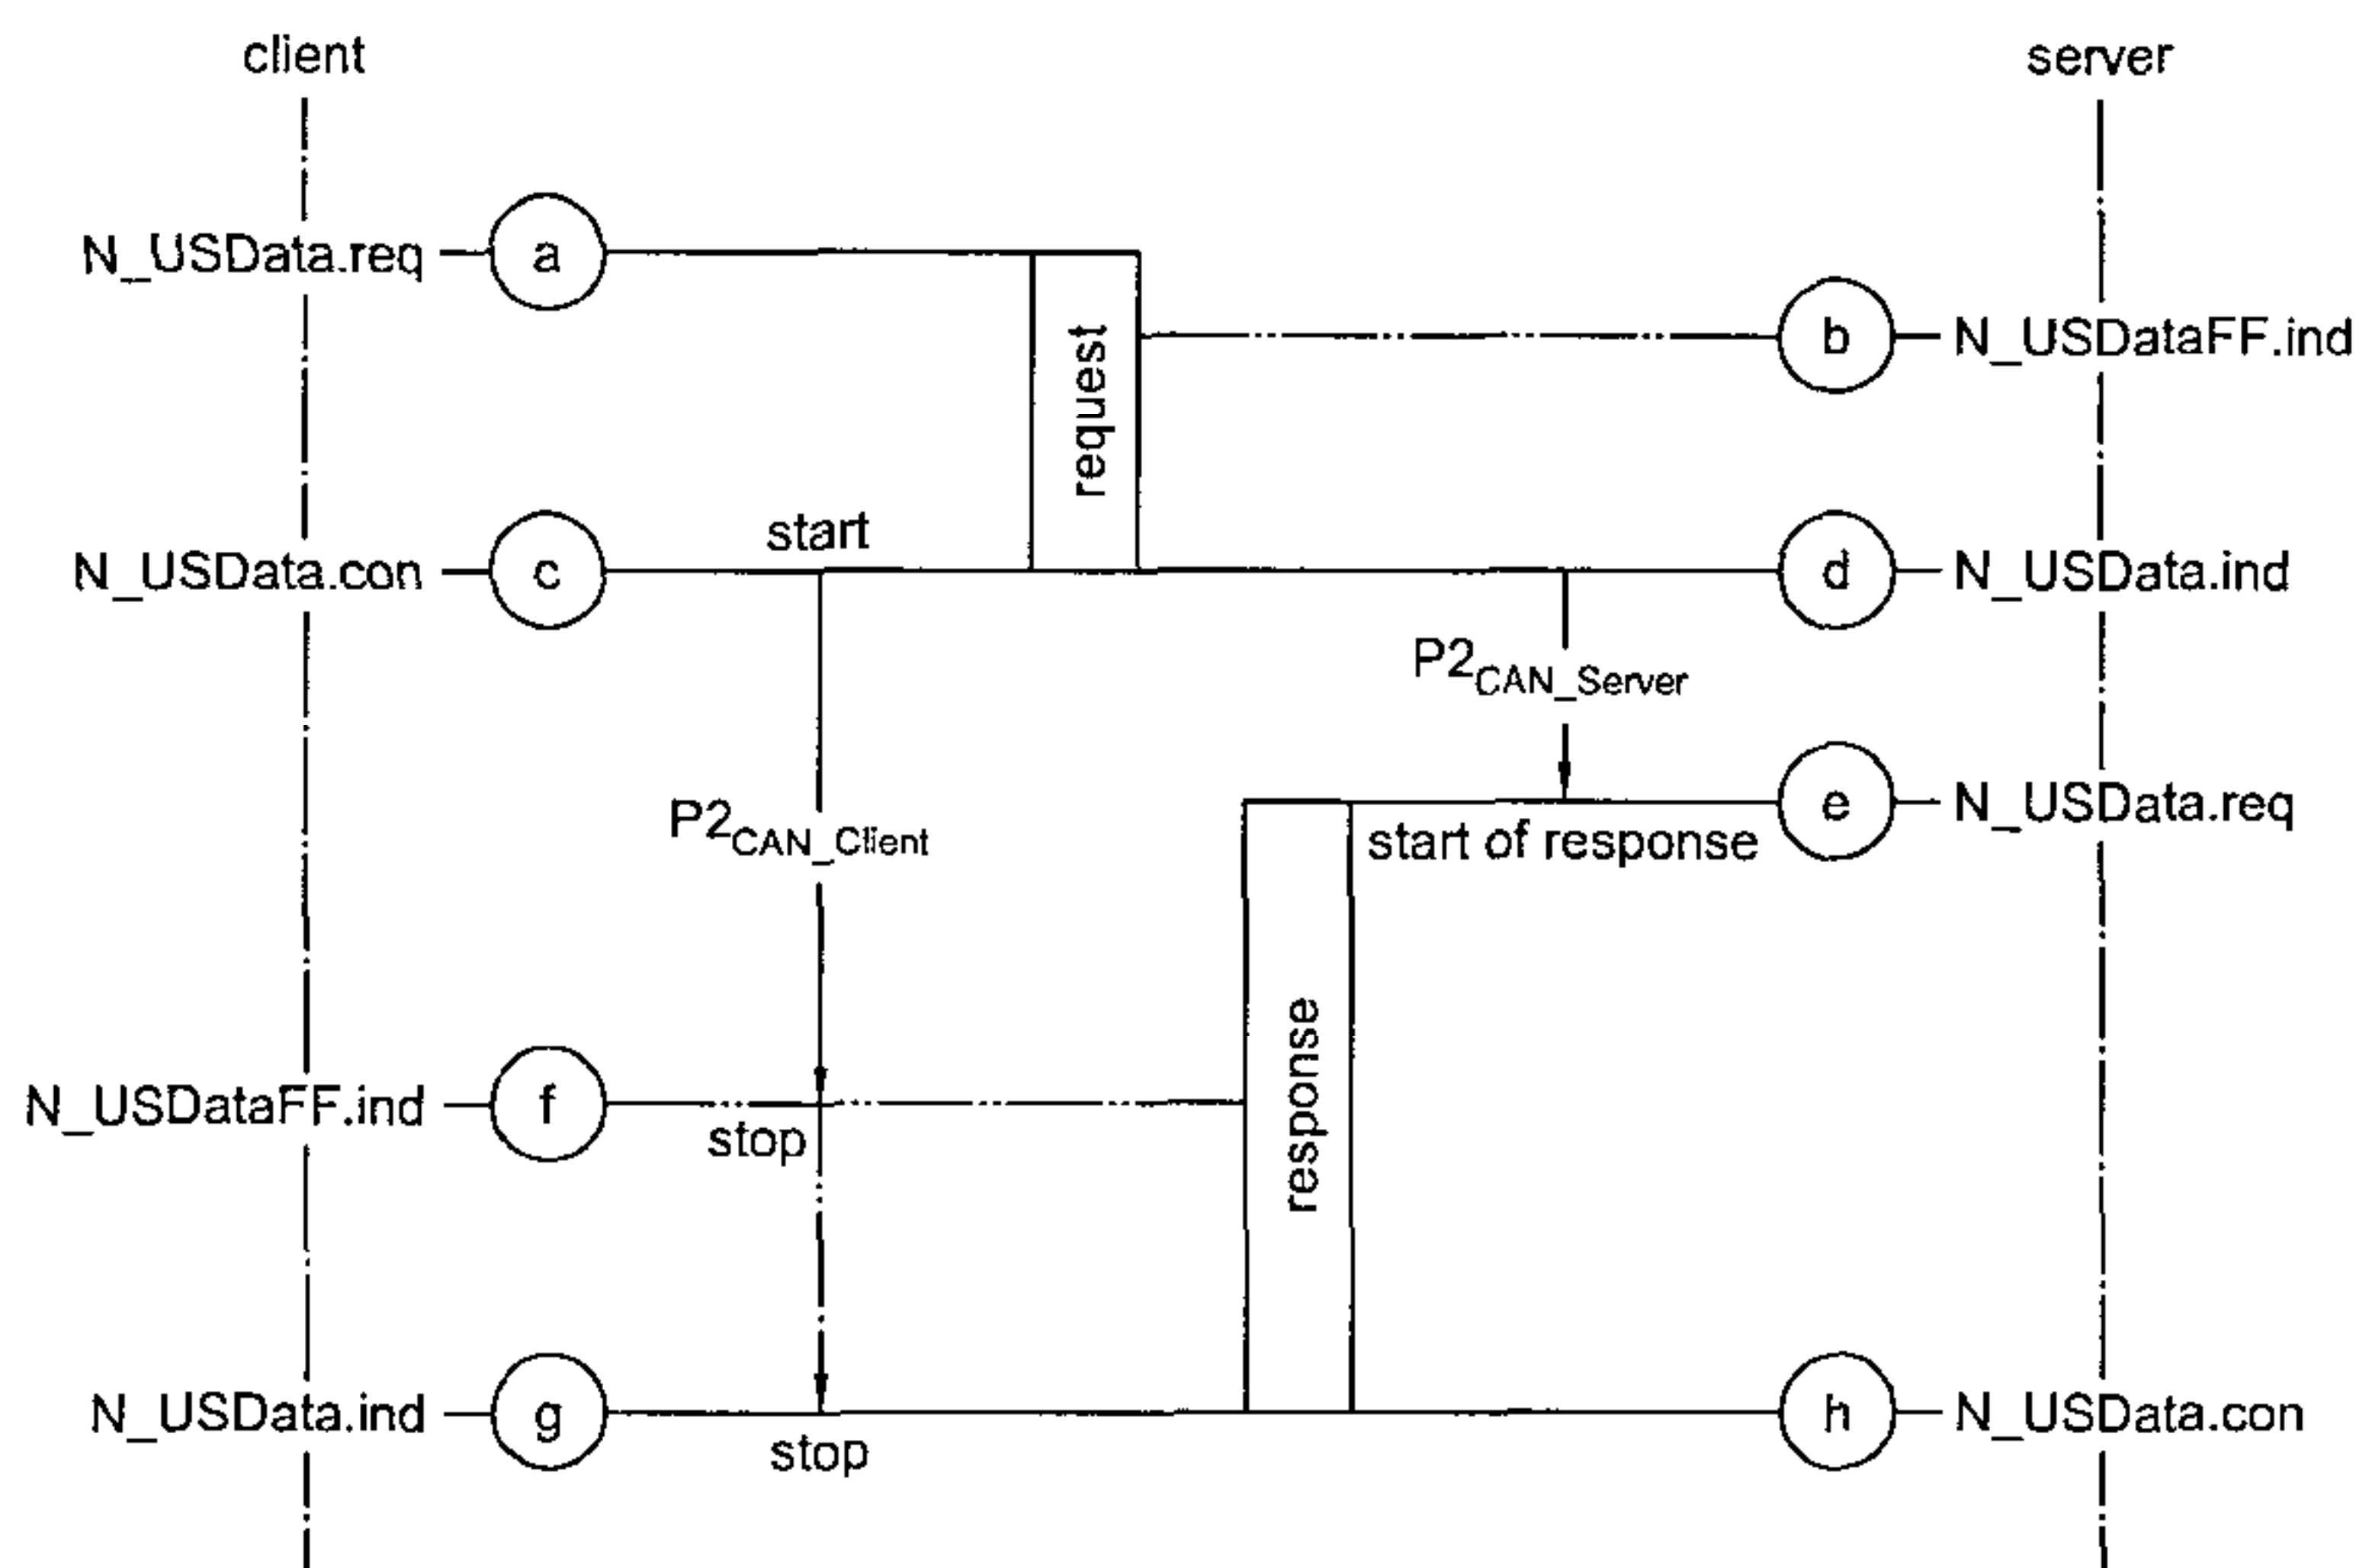 client
server
N_USData.req
a
request
b
N_USDataFF.ind
N_USData.con
c
start
d
N_USData.ind
P2CAN_Server
P2CAN_Client
e
N_USData.req
start of response
N_USDataFF.ind
f
stop
response
N_USData.ind
g
stop
h
N_USData.con